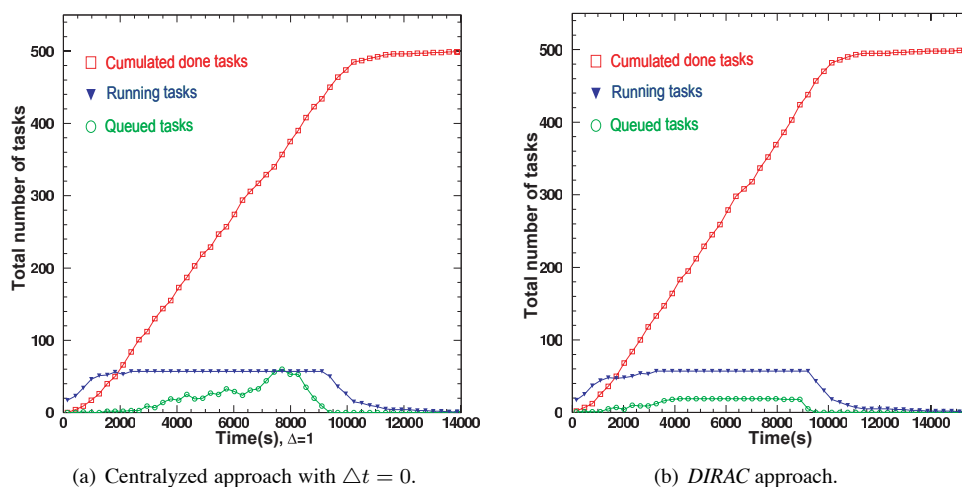 500
400
300
200
100
0
Total number of tasks
Cumulated done tasks
Running tasks
Queued tasks
0 2000 4000 6000 8000 10000 12000 14000
Time(s), Δ=1
(a) Centralyzed approach with △t = 0.
500
400
300
200
100
0
Total number of tasks
Cumulated done tasks
Running tasks
Queued tasks
0 2000 4000 6000 8000 10000 12000 14000
Time(s)
(b) DIRAC approach.